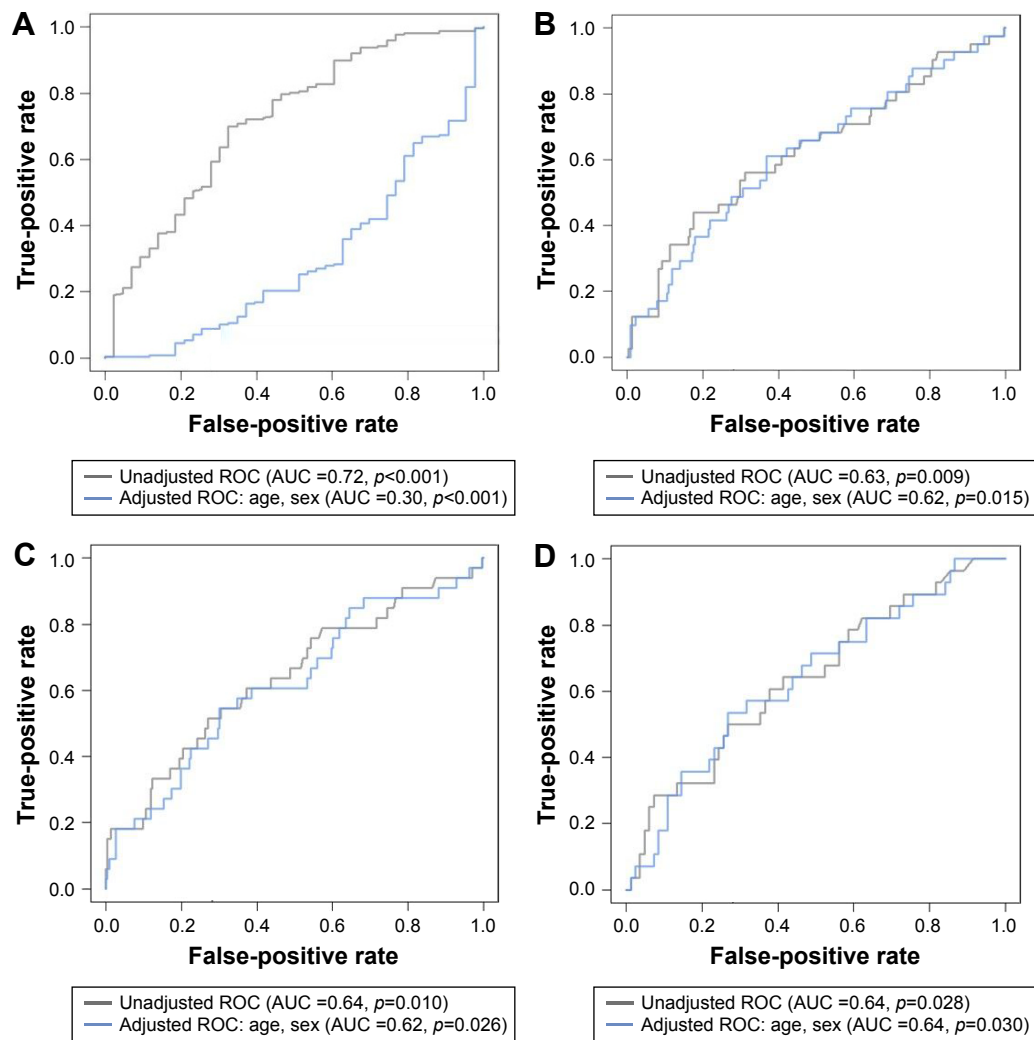 A
1.0
0.8
0.6
0.4
0.2
0.0
True-positive rate
0.0 0.2 0.4 0.6 0.8 1.0
False-positive rate
Unadjusted ROC (AUC =0.72, p<0.001)
Adjusted ROC: age, sex (AUC =0.30, p<0.001)
B
1.0
0.8
0.6
0.4
0.2
0.0
True-positive rate
0.0 0.2 0.4 0.6 0.8 1.0
False-positive rate
Unadjusted ROC (AUC =0.63, p=0.009)
Adjusted ROC: age, sex (AUC =0.62, p=0.015)
C
1.0
0.8
0.6
0.4
0.2
0.0
True-positive rate
0.0 0.2 0.4 0.6 0.8 1.0
False-positive rate
Unadjusted ROC (AUC =0.64, p=0.010)
Adjusted ROC: age, sex (AUC =0.62, p=0.026)
D
1.0
0.8
0.6
0.4
0.2
0.0
True-positive rate
0.0 0.2 0.4 0.6 0.8 1.0
False-positive rate
Unadjusted ROC (AUC =0.64, p=0.028)
Adjusted ROC: age, sex (AUC =0.64, p=0.030)